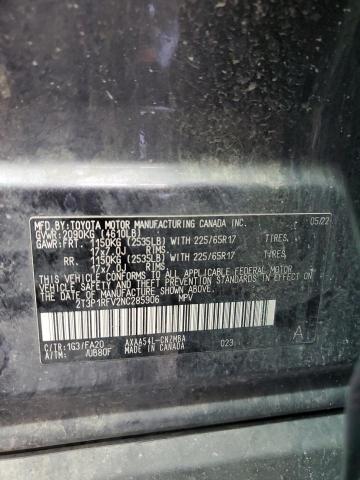 MFD.BY:TOYOTA MOTOR MANUFACTURING CANADA INC. 05/22
GVWR:2090KG (4610LB)
GAWR:FRT. 1150KG (2535LB) WITH 225/65R17 TIRES,
17x7.0J RIMS,
RR. 1150KG (2535LB) WITH 225/65R17 TIRES,
17x7.0J RIMS,
THIS VEHICLE CONFORMS TO ALL APPLICABLE FEDERAL MOTOR
VEHICLE SAFETY AND THEFT PREVENTION STANDARDS IN EFFECT
ON THE DATE OF MANUFACTURE SHOWN ABOVE.
2T3P1RFV2NC285906 MPV
C/TR:1G3/FA20 AXAA54L-CNZMBA A
A/TM: /UB80F MADE IN CANADA 023